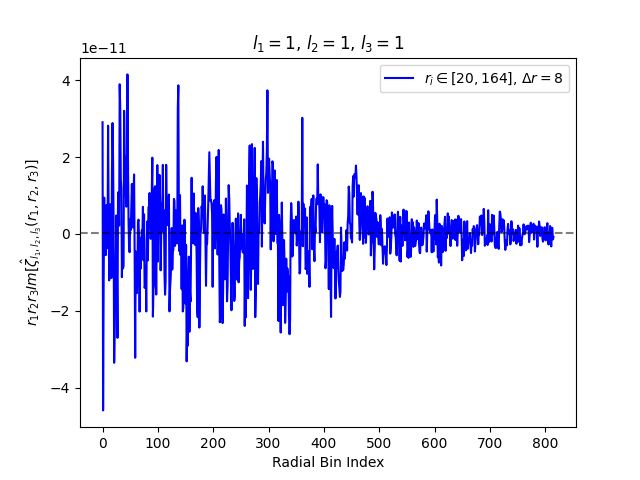 l₁ = 1, l₂ = 1, l₃ = 1
1e−11
r₁r₂r₃Im[ζ̂_{l₁, l₂, l₃}(r₁, r₂, r₃)]
4
2
0
−2
−4
r_i ∈ [20, 164], Δr = 8
0 100 200 300 400 500 600 700 800
Radial Bin Index